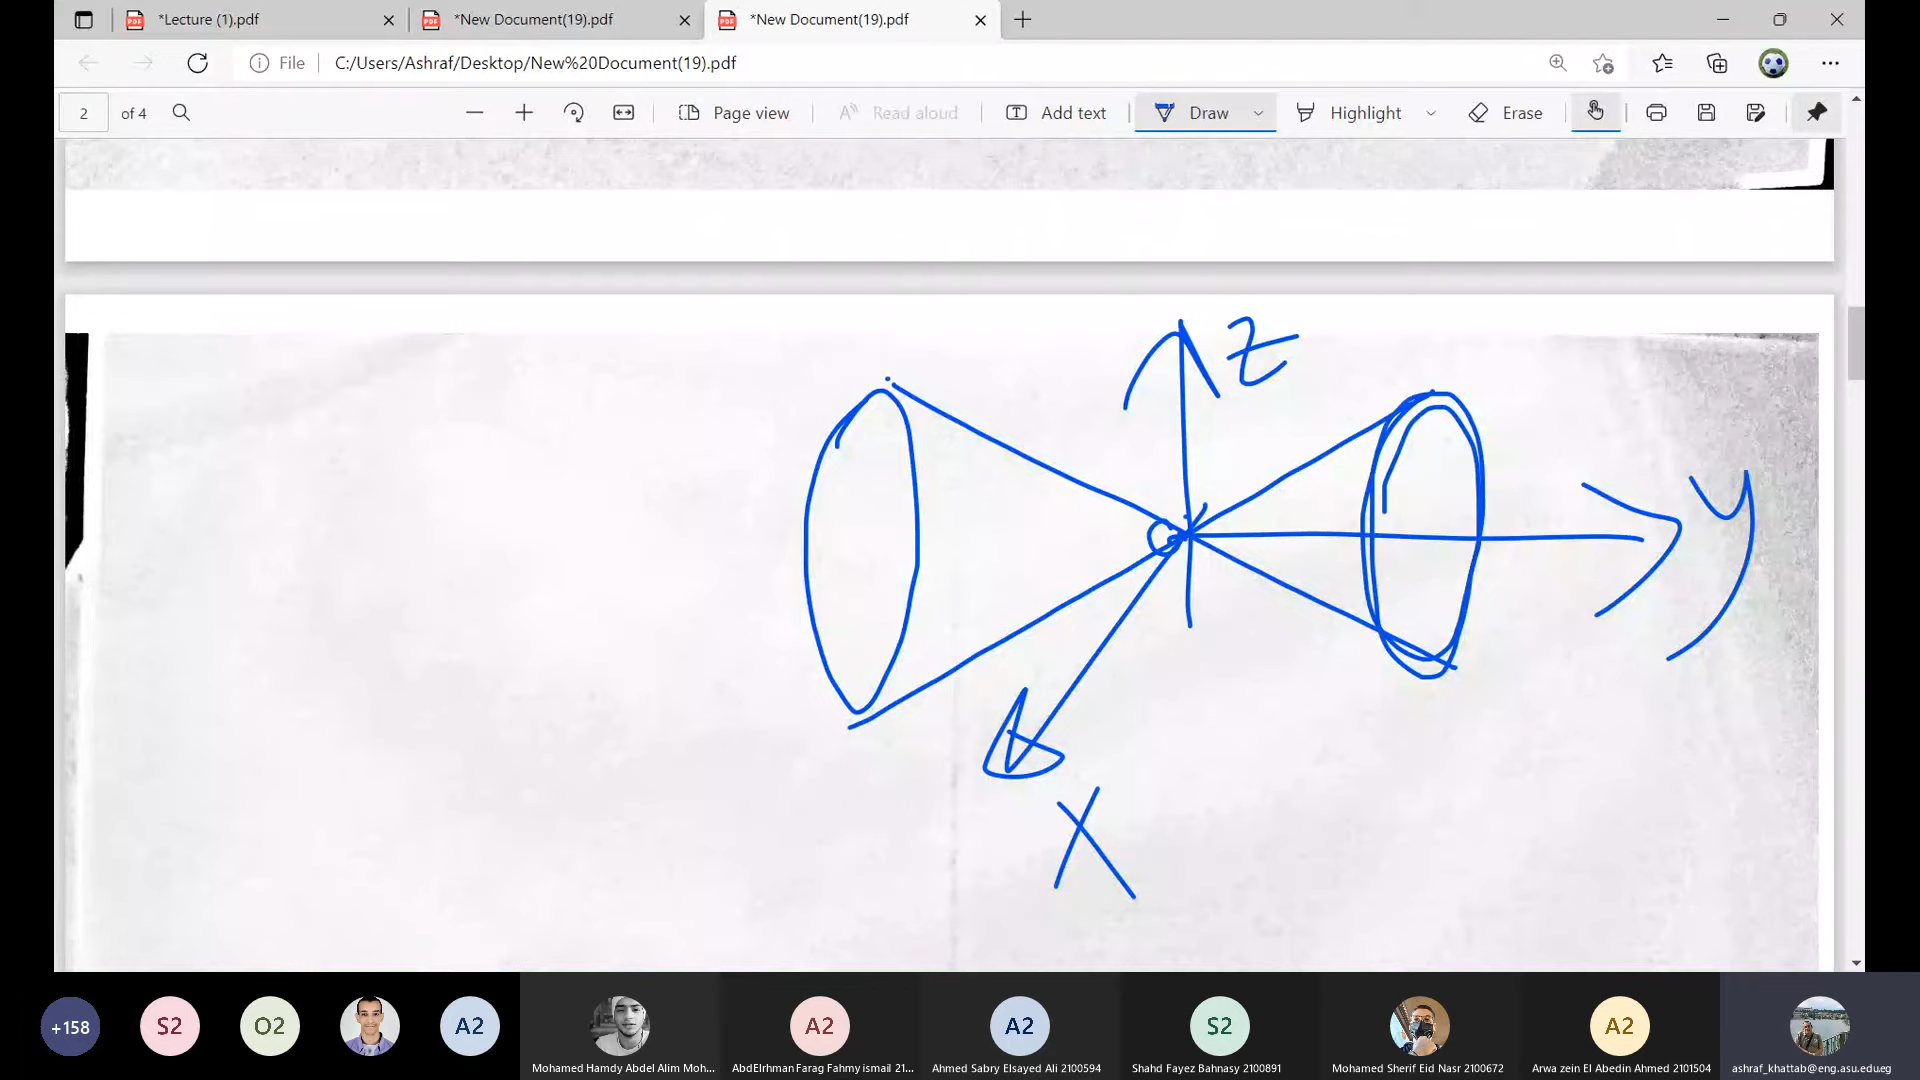 *Lecture (1).pdf
*New Document(19).pdf
*New Document(19).pdf
File
C:/Users/Ashraf/Desktop/New%20Document(19).pdf
2 of 4
Page view
Read aloud
Add text
Draw
Highlight
Erase
Z
y
O
X
+158
S2
O2
A2
A2
A2
S2
A2
Mohamed Hamdy Abdel Alim Moh...
AbdElrhman Farag Fahmy ismail 21...
Ahmed Sabry Elsayed Ali 2100594
Shahd Fayez Bahnasy 2100891
Mohamed Sherif Eid Nasr 2100672
Arwa zein El Abedin Ahmed 2101504
ashraf_khattab@eng.asu.edu.eg